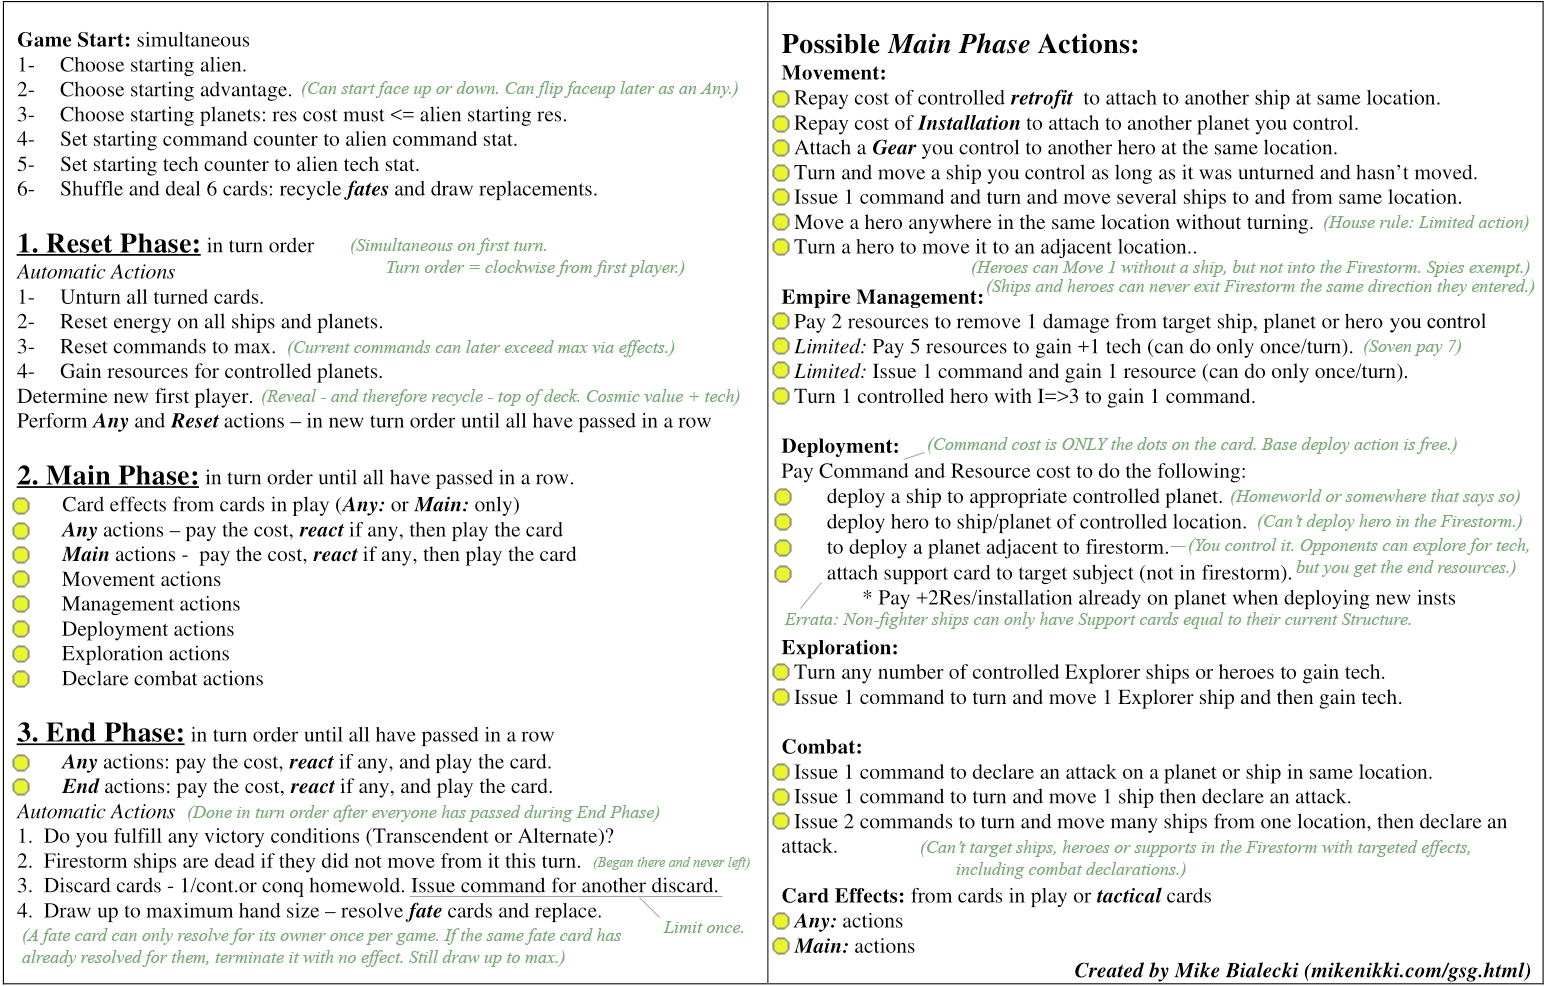 Game Start: simultaneous
1- Choose starting alien.
2- Choose starting advantage. (Can start face up or down. Can flip faceup later as an Any.)
3- Choose starting planets: res cost must <= alien starting res.
4- Set starting command counter to alien command stat.
5- Set starting tech counter to alien tech stat.
6- Shuffle and deal 6 cards: recycle fates and draw replacements.
1. Reset Phase: in turn order (Simultaneous on first turn.
Turn order = clockwise from first player.)
Automatic Actions
1- Unturn all turned cards.
2- Reset energy on all ships and planets.
3- Reset commands to max. (Current commands can later exceed max via effects.)
4- Gain resources for controlled planets.
Determine new first player. (Reveal - and therefore recycle - top of deck. Cosmic value + tech)
Perform Any and Reset actions – in new turn order until all have passed in a row
2. Main Phase: in turn order until all have passed in a row.
Card effects from cards in play (Any: or Main: only)
Any actions – pay the cost, react if any, then play the card
Main actions - pay the cost, react if any, then play the card
Movement actions
Management actions
Deployment actions
Exploration actions
Declare combat actions
3. End Phase: in turn order until all have passed in a row
Any actions: pay the cost, react if any, and play the card.
End actions: pay the cost, react if any, and play the card.
Automatic Actions (Done in turn order after everyone has passed during End Phase)
1. Do you fulfill any victory conditions (Transcendent or Alternate)?
2. Firestorm ships are dead if they did not move from it this turn. (Began there and never left)
3. Discard cards - 1/cont.or conq homewold. Issue command for another discard.
4. Draw up to maximum hand size – resolve fate cards and replace.
Limit once.
(A fate card can only resolve for its owner once per game. If the same fate card has
already resolved for them, terminate it with no effect. Still draw up to max.)
Possible Main Phase Actions:
Movement:
Repay cost of controlled retrofit to attach to another ship at same location.
Repay cost of Installation to attach to another planet you control.
Attach a Gear you control to another hero at the same location.
Turn and move a ship you control as long as it was unturned and hasn't moved.
Issue 1 command and turn and move several ships to and from same location.
Move a hero anywhere in the same location without turning. (House rule: Limited action)
Turn a hero to move it to an adjacent location..
(Heroes can Move 1 without a ship, but not into the Firestorm. Spies exempt.)
(Ships and heroes can never exit Firestorm the same direction they entered.)
Empire Management:
Pay 2 resources to remove 1 damage from target ship, planet or hero you control
Limited: Pay 5 resources to gain +1 tech (can do only once/turn). (Soven pay 7)
Limited: Issue 1 command and gain 1 resource (can do only once/turn).
Turn 1 controlled hero with I=>3 to gain 1 command.
Deployment: (Command cost is ONLY the dots on the card. Base deploy action is free.)
Pay Command and Resource cost to do the following:
deploy a ship to appropriate controlled planet. (Homeworld or somewhere that says so)
deploy hero to ship/planet of controlled location. (Can't deploy hero in the Firestorm.)
to deploy a planet adjacent to firestorm. (You control it. Opponents can explore for tech,
but you get the end resources.)
attach support card to target subject (not in firestorm).
* Pay +2Res/installation already on planet when deploying new insts
Errata: Non-fighter ships can only have Support cards equal to their current Structure.
Exploration:
Turn any number of controlled Explorer ships or heroes to gain tech.
Issue 1 command to turn and move 1 Explorer ship and then gain tech.
Combat:
Issue 1 command to declare an attack on a planet or ship in same location.
Issue 1 command to turn and move 1 ship then declare an attack.
Issue 2 commands to turn and move many ships from one location, then declare an
attack. (Can't target ships, heroes or supports in the Firestorm with targeted effects,
including combat declarations.)
Card Effects: from cards in play or tactical cards
Any: actions
Main: actions
Created by Mike Bialecki (mikenikki.com/gsg.html)